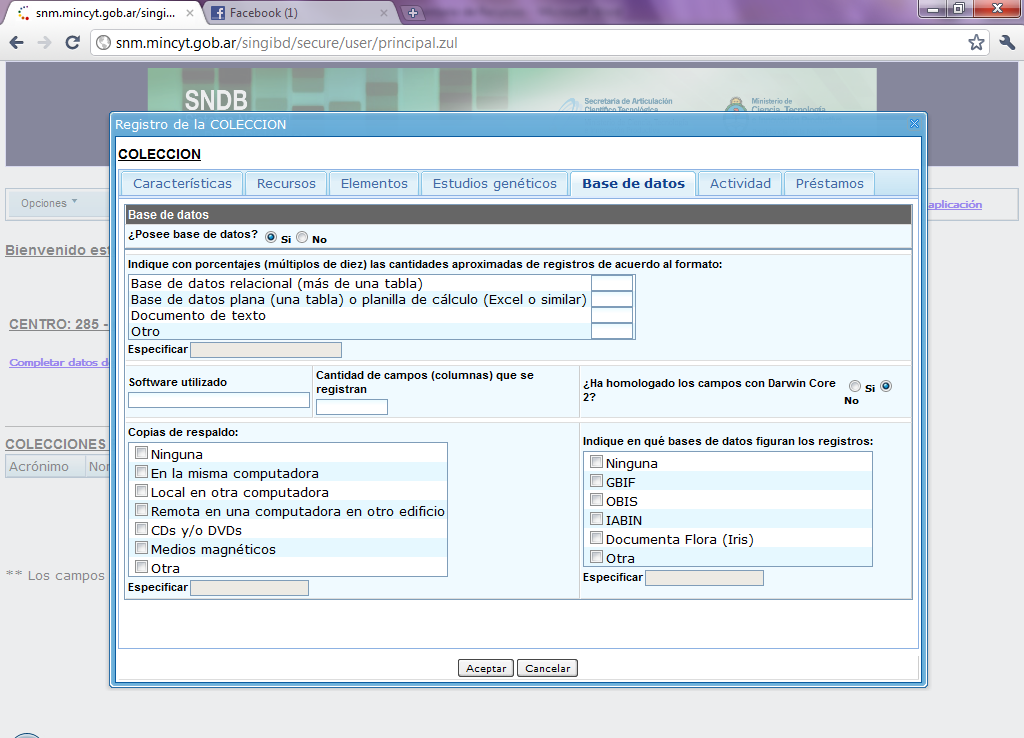 snm.mincyt.gob.ar/singi...
Facebook (1)
snm.mincyt.gob.ar/singibd/secure/user/principal.zul
SNDB
Secretaría de Articulación
Científico Tecnológica
Ministerio de
Ciencia, Tecnología
Registro de la COLECCION
COLECCION
Características
Recursos
Elementos
Estudios genéticos
Base de datos
Actividad
Préstamos
Opciones
aplicación
Base de datos
¿Posee base de datos? Si No
Bienvenido est
Indique con porcentajes (múltiples de diez) las cantidades aproximadas de registros de acuerdo al formato:
Base de datos relacional (más de una tabla)
Base de datos plana (una tabla) o planilla de cálculo (Excel o similar)
Documento de texto
Otro
Especificar
CENTRO: 285 -
Completar datos d
Software utilizado
Cantidad de campos (columnas) que se
registran
¿Ha homologado los campos con Darwin Core
2?
Si
No
COLECCIONES
Acrónimo
Nor
Copias de respaldo:
Ninguna
En la misma computadora
Local en otra computadora
Remota en una computadora en otro edificio
CDs y/o DVDs
Medios magnéticos
Otra
Especificar
Indique en qué bases de datos figuran los registros:
Ninguna
GBIF
OBIS
IABIN
Documenta Flora (Iris)
Otra
Especificar
** Los campos
Aceptar
Cancelar